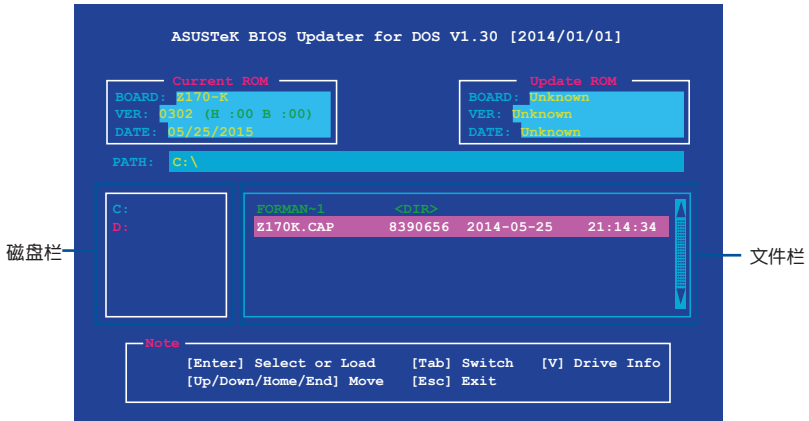 ASUSTeK BIOS Updater for DOS V1.30 [2014/01/01]
Current ROM
BOARD: Z170-K
VER: 0302 (H :00 B :00)
DATE: 05/25/2015
Update ROM
BOARD: Unknown
VER: Unknown
DATE: Unknown
PATH: C:\
磁盘栏
C:
D:
FORMAN~1 <DIR>
Z170K.CAP 8390656 2014-05-25 21:14:34
文件栏
Note
[Enter] Select or Load [Tab] Switch [V] Drive Info
[Up/Down/Home/End] Move [Esc] Exit